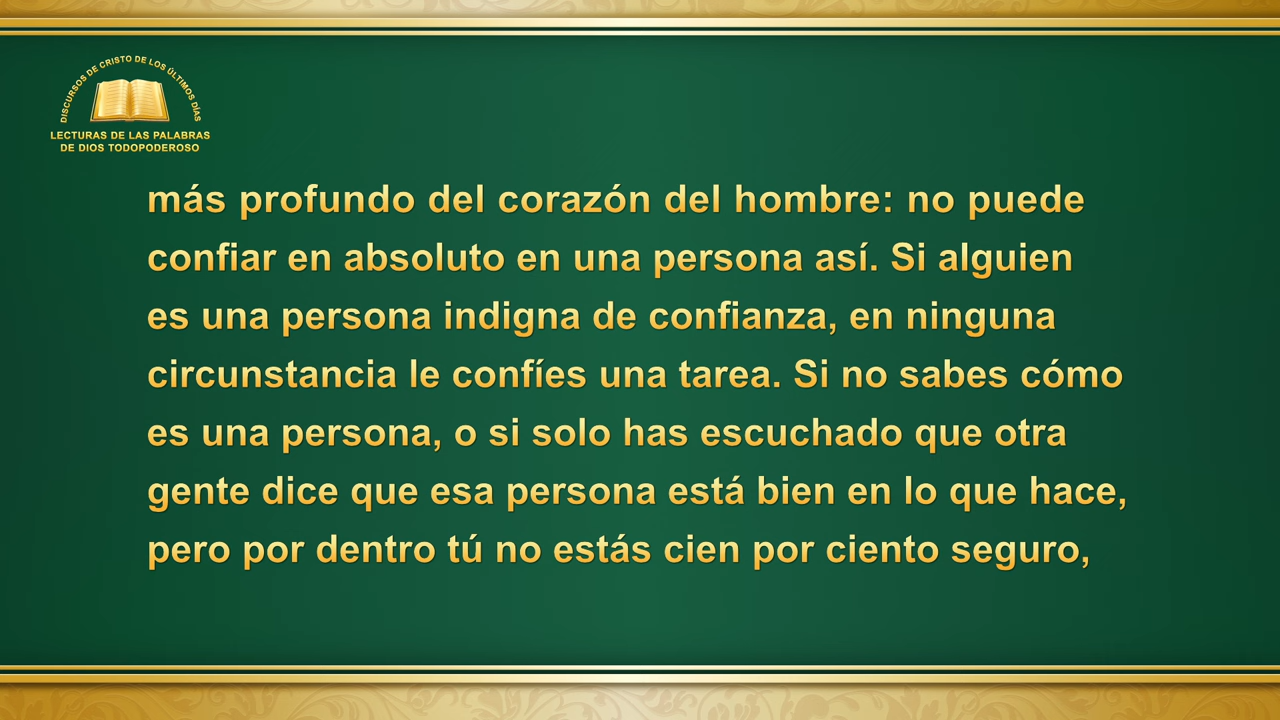 DISCURSOS DE CRISTO DE LOS ÚLTIMOS DÍAS
LECTURAS DE LAS PALABRAS
DE DIOS TODOPODEROSO
más profundo del corazón del hombre: no puede
confiar en absoluto en una persona así. Si alguien
es una persona indigna de confianza, en ninguna
circunstancia le confíes una tarea. Si no sabes cómo
es una persona, o si solo has escuchado que otra
gente dice que esa persona está bien en lo que hace,
pero por dentro tú no estás cien por ciento seguro,